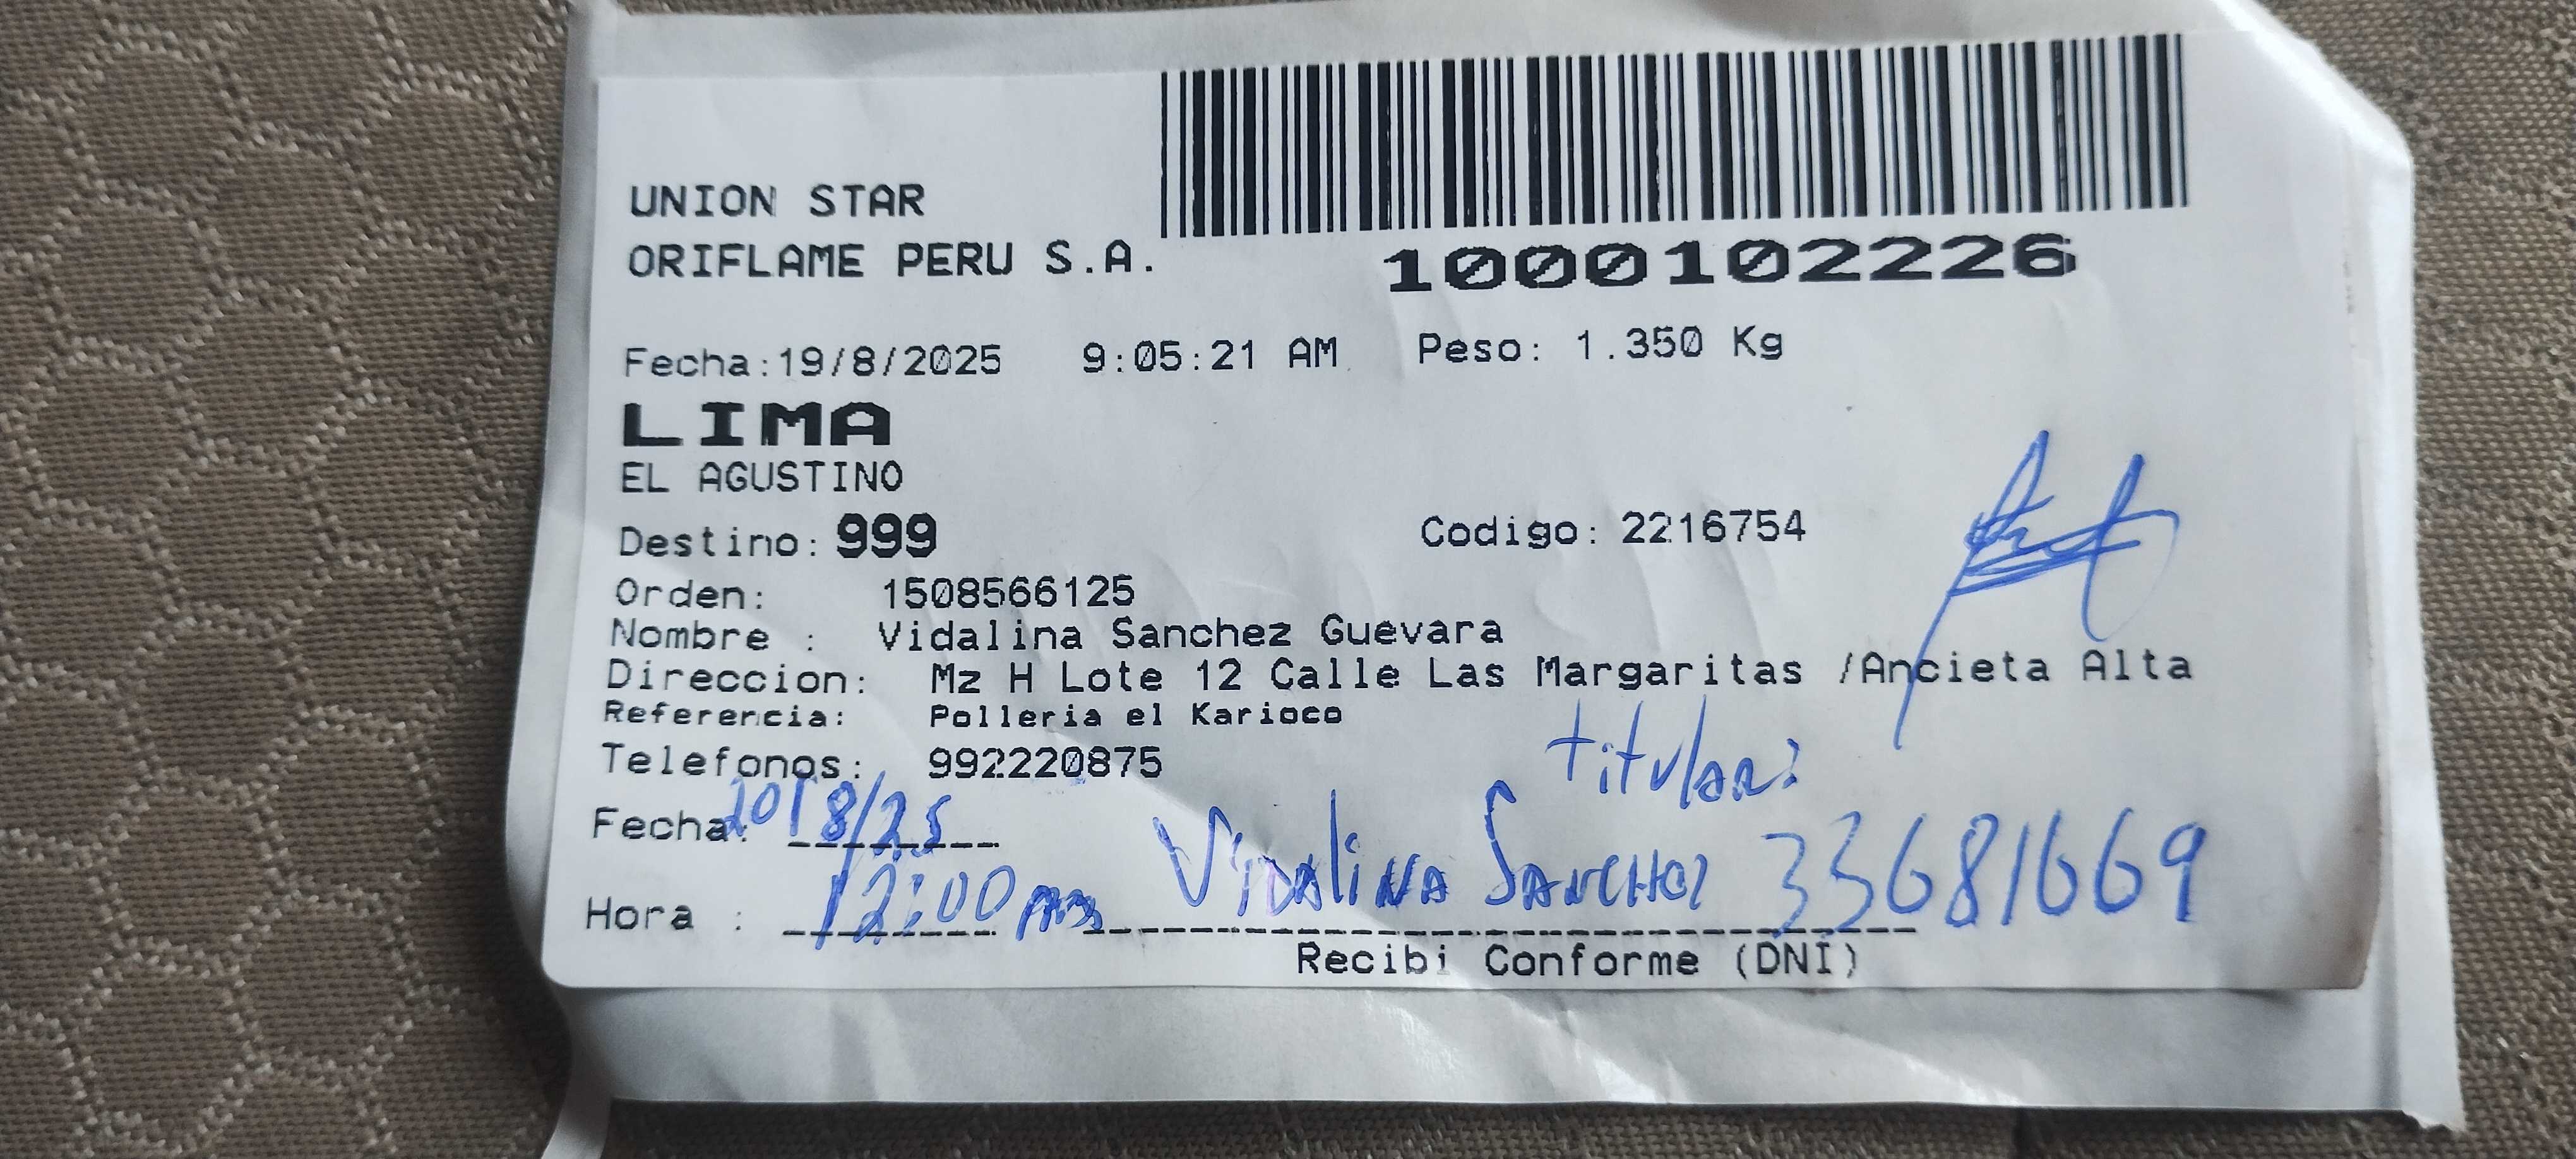 UNION STAR
ORIFLAME PERU S.A.
1000102226
Fecha:19/8/2025 9:05:21 AM Peso: 1.350 Kg
LIMA
EL AGUSTINO
Destino: 999 Codigo: 2216754
Orden: 1508566125
Nombre : Vidalina Sanchez Guevara
Direccion: Mz H Lote 12 Calle Las Margaritas /Ancieta Alta
Referencia: Polleria el Karioco
Telefonos: 992220875
titular:
Fecha: 20/8/25
Hora : 12:00 Vidalina Sanchez 33681669
Recibi Conforme (DNI)